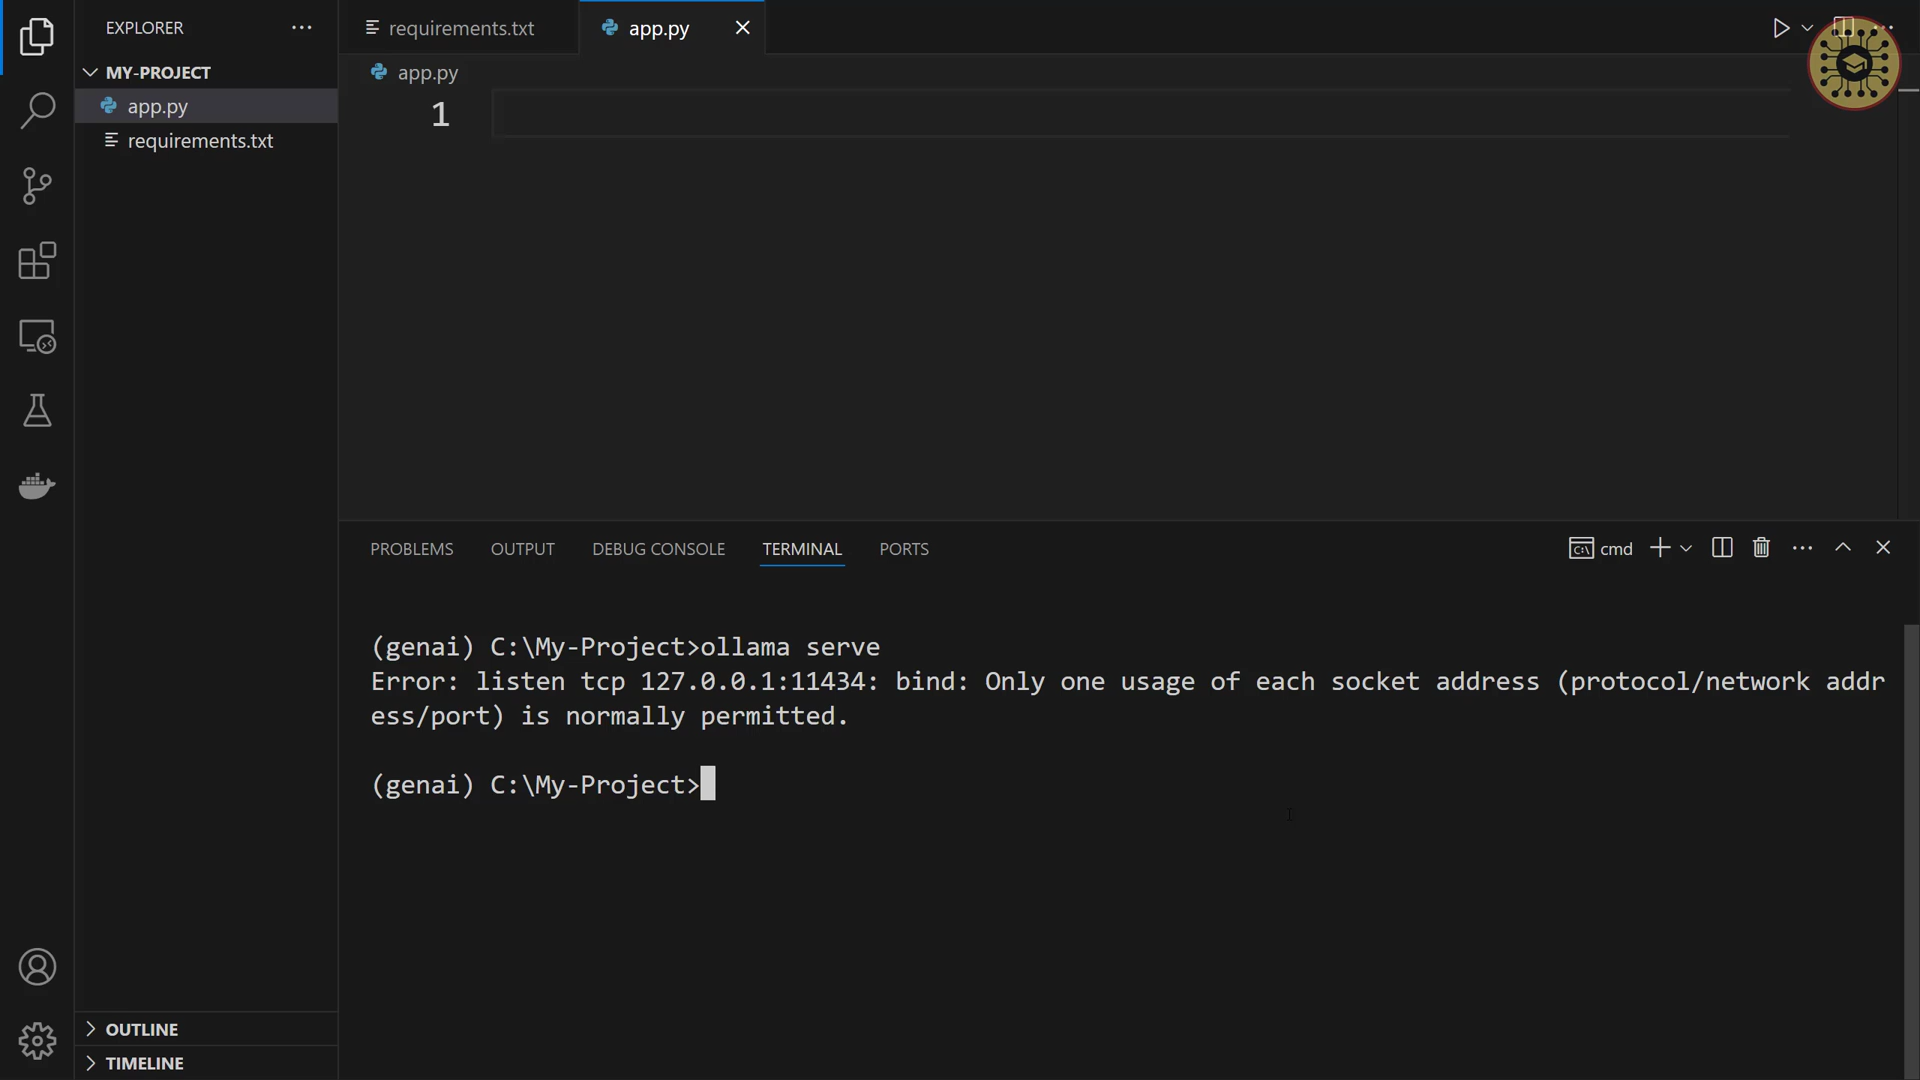 EXPLORER
requirements.txt
app.py
MY-PROJECT
app.py
app.py
requirements.txt
1
PROBLEMS
OUTPUT
DEBUG CONSOLE
TERMINAL
PORTS
cmd
(genai) C:\My-Project>ollama serve
Error: listen tcp 127.0.0.1:11434: bind: Only one usage of each socket address (protocol/network addr
ess/port) is normally permitted.
(genai) C:\My-Project>
OUTLINE
TIMELINE